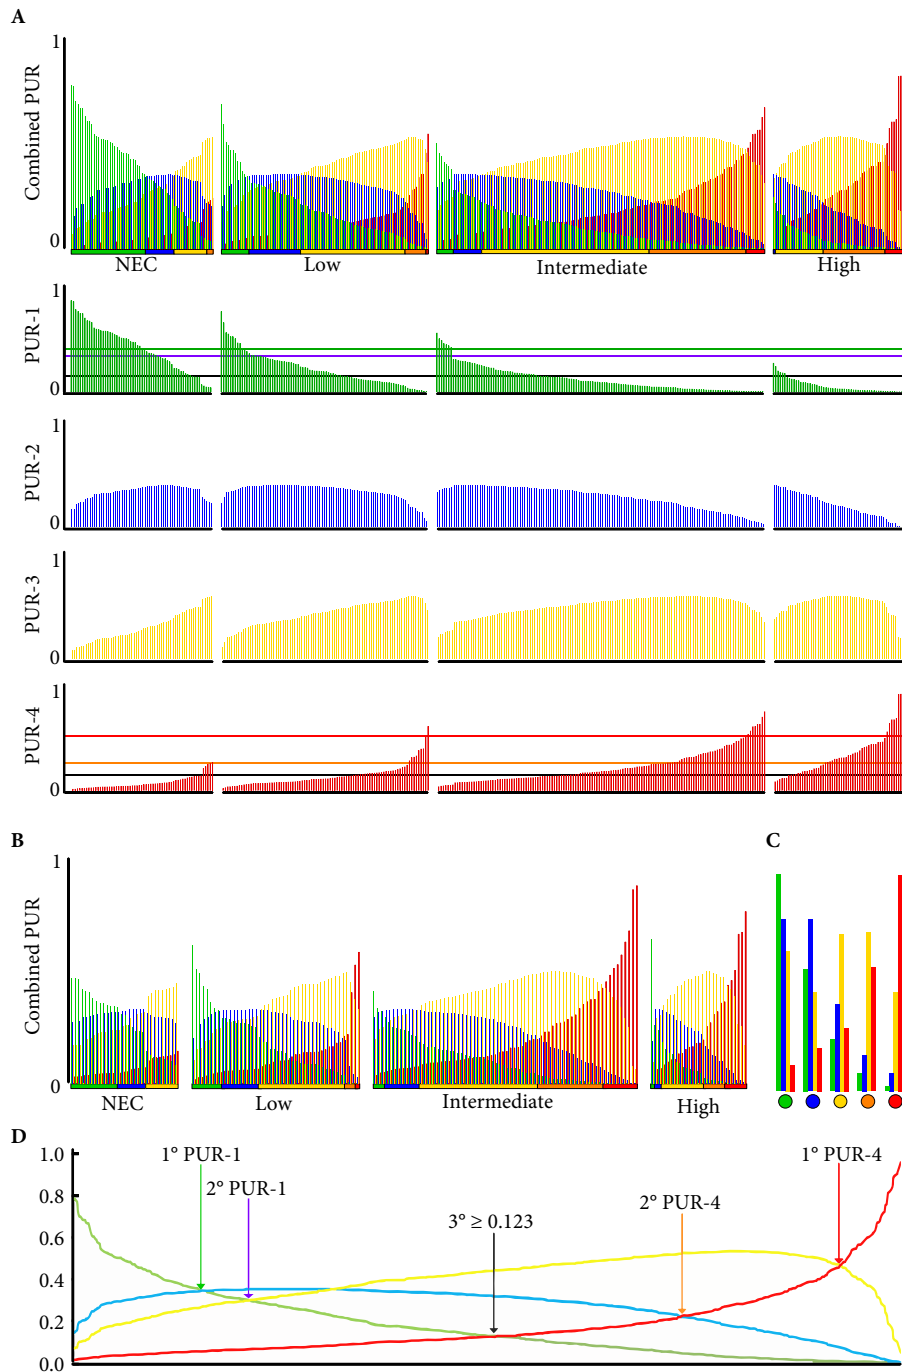 A
1
Combined PUR
0
NEC Low Intermediate High
1
PUR-1
0
1
PUR-2
0
1
PUR-3
0
1
PUR-4
0
B
C
1
Combined PUR
0
NEC Low Intermediate High
D
1.0
1° PUR-1
1° PUR-4
2° PUR-1
0.8
2° PUR-4
3° ≥ 0.123
0.6
0.4
0.2
0.0